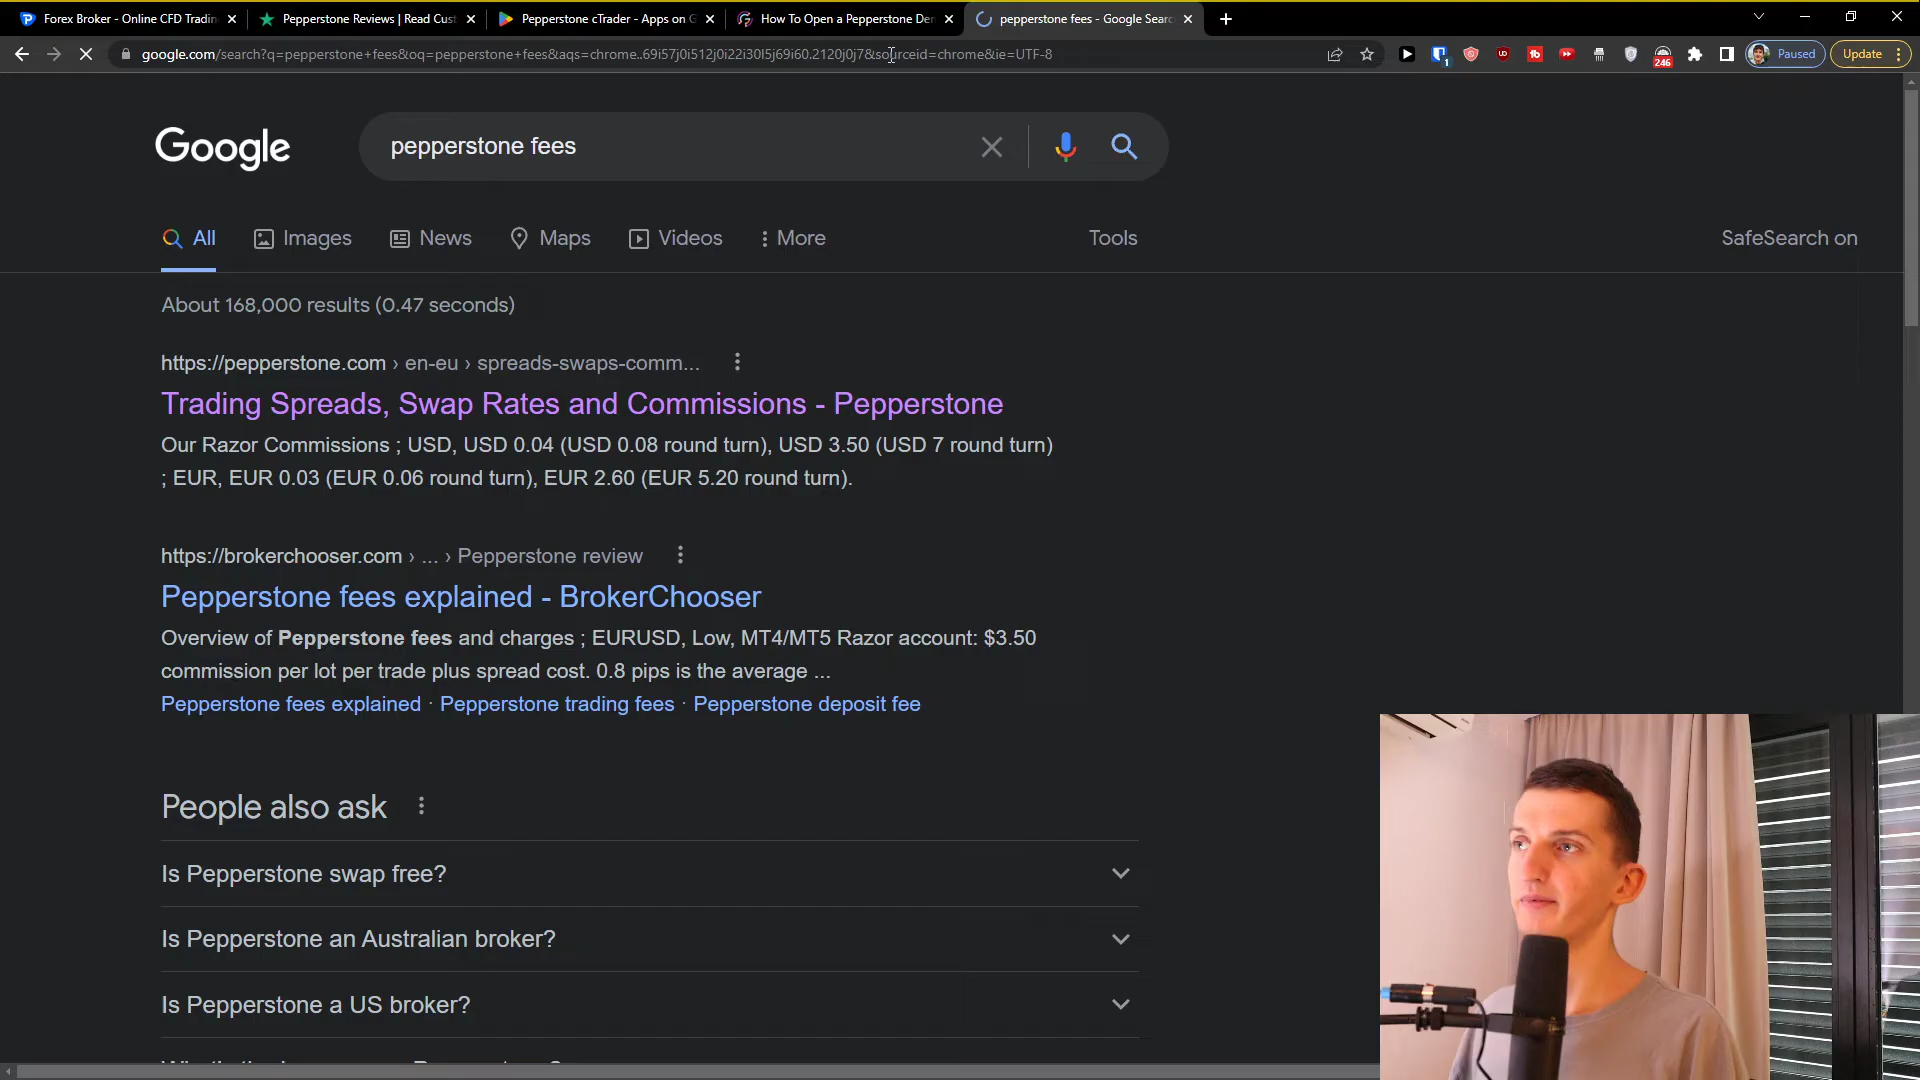 Forex Broker - Online CFD Tradin
Pepperstone Reviews | Read Cust
Pepperstone cTrader - Apps on G
How To Open a Pepperstone Dem
pepperstone fees - Google Searc
google.com/search?q=pepperstone+fees&oq=pepperstone+fees&aqs=chrome..69i57j0i512j0i22i30l5j69i60.2120j0j7&sourceid=chrome&ie=UTF-8
1
246
Paused
Update
Google
pepperstone fees
All
Images
News
Maps
Videos
More
Tools
SafeSearch on
About 168,000 results (0.47 seconds)
https://pepperstone.com › en-eu › spreads-swaps-comm...
Trading Spreads, Swap Rates and Commissions - Pepperstone
Our Razor Commissions ; USD, USD 0.04 (USD 0.08 round turn), USD 3.50 (USD 7 round turn)
; EUR, EUR 0.03 (EUR 0.06 round turn), EUR 2.60 (EUR 5.20 round turn).
https://brokerchooser.com › ... › Pepperstone review
Pepperstone fees explained - BrokerChooser
Overview of Pepperstone fees and charges ; EURUSD, Low, MT4/MT5 Razor account: $3.50
commission per lot per trade plus spread cost. 0.8 pips is the average ...
Pepperstone fees explained · Pepperstone trading fees · Pepperstone deposit fee
People also ask
Is Pepperstone swap free?
Is Pepperstone an Australian broker?
Is Pepperstone a US broker?